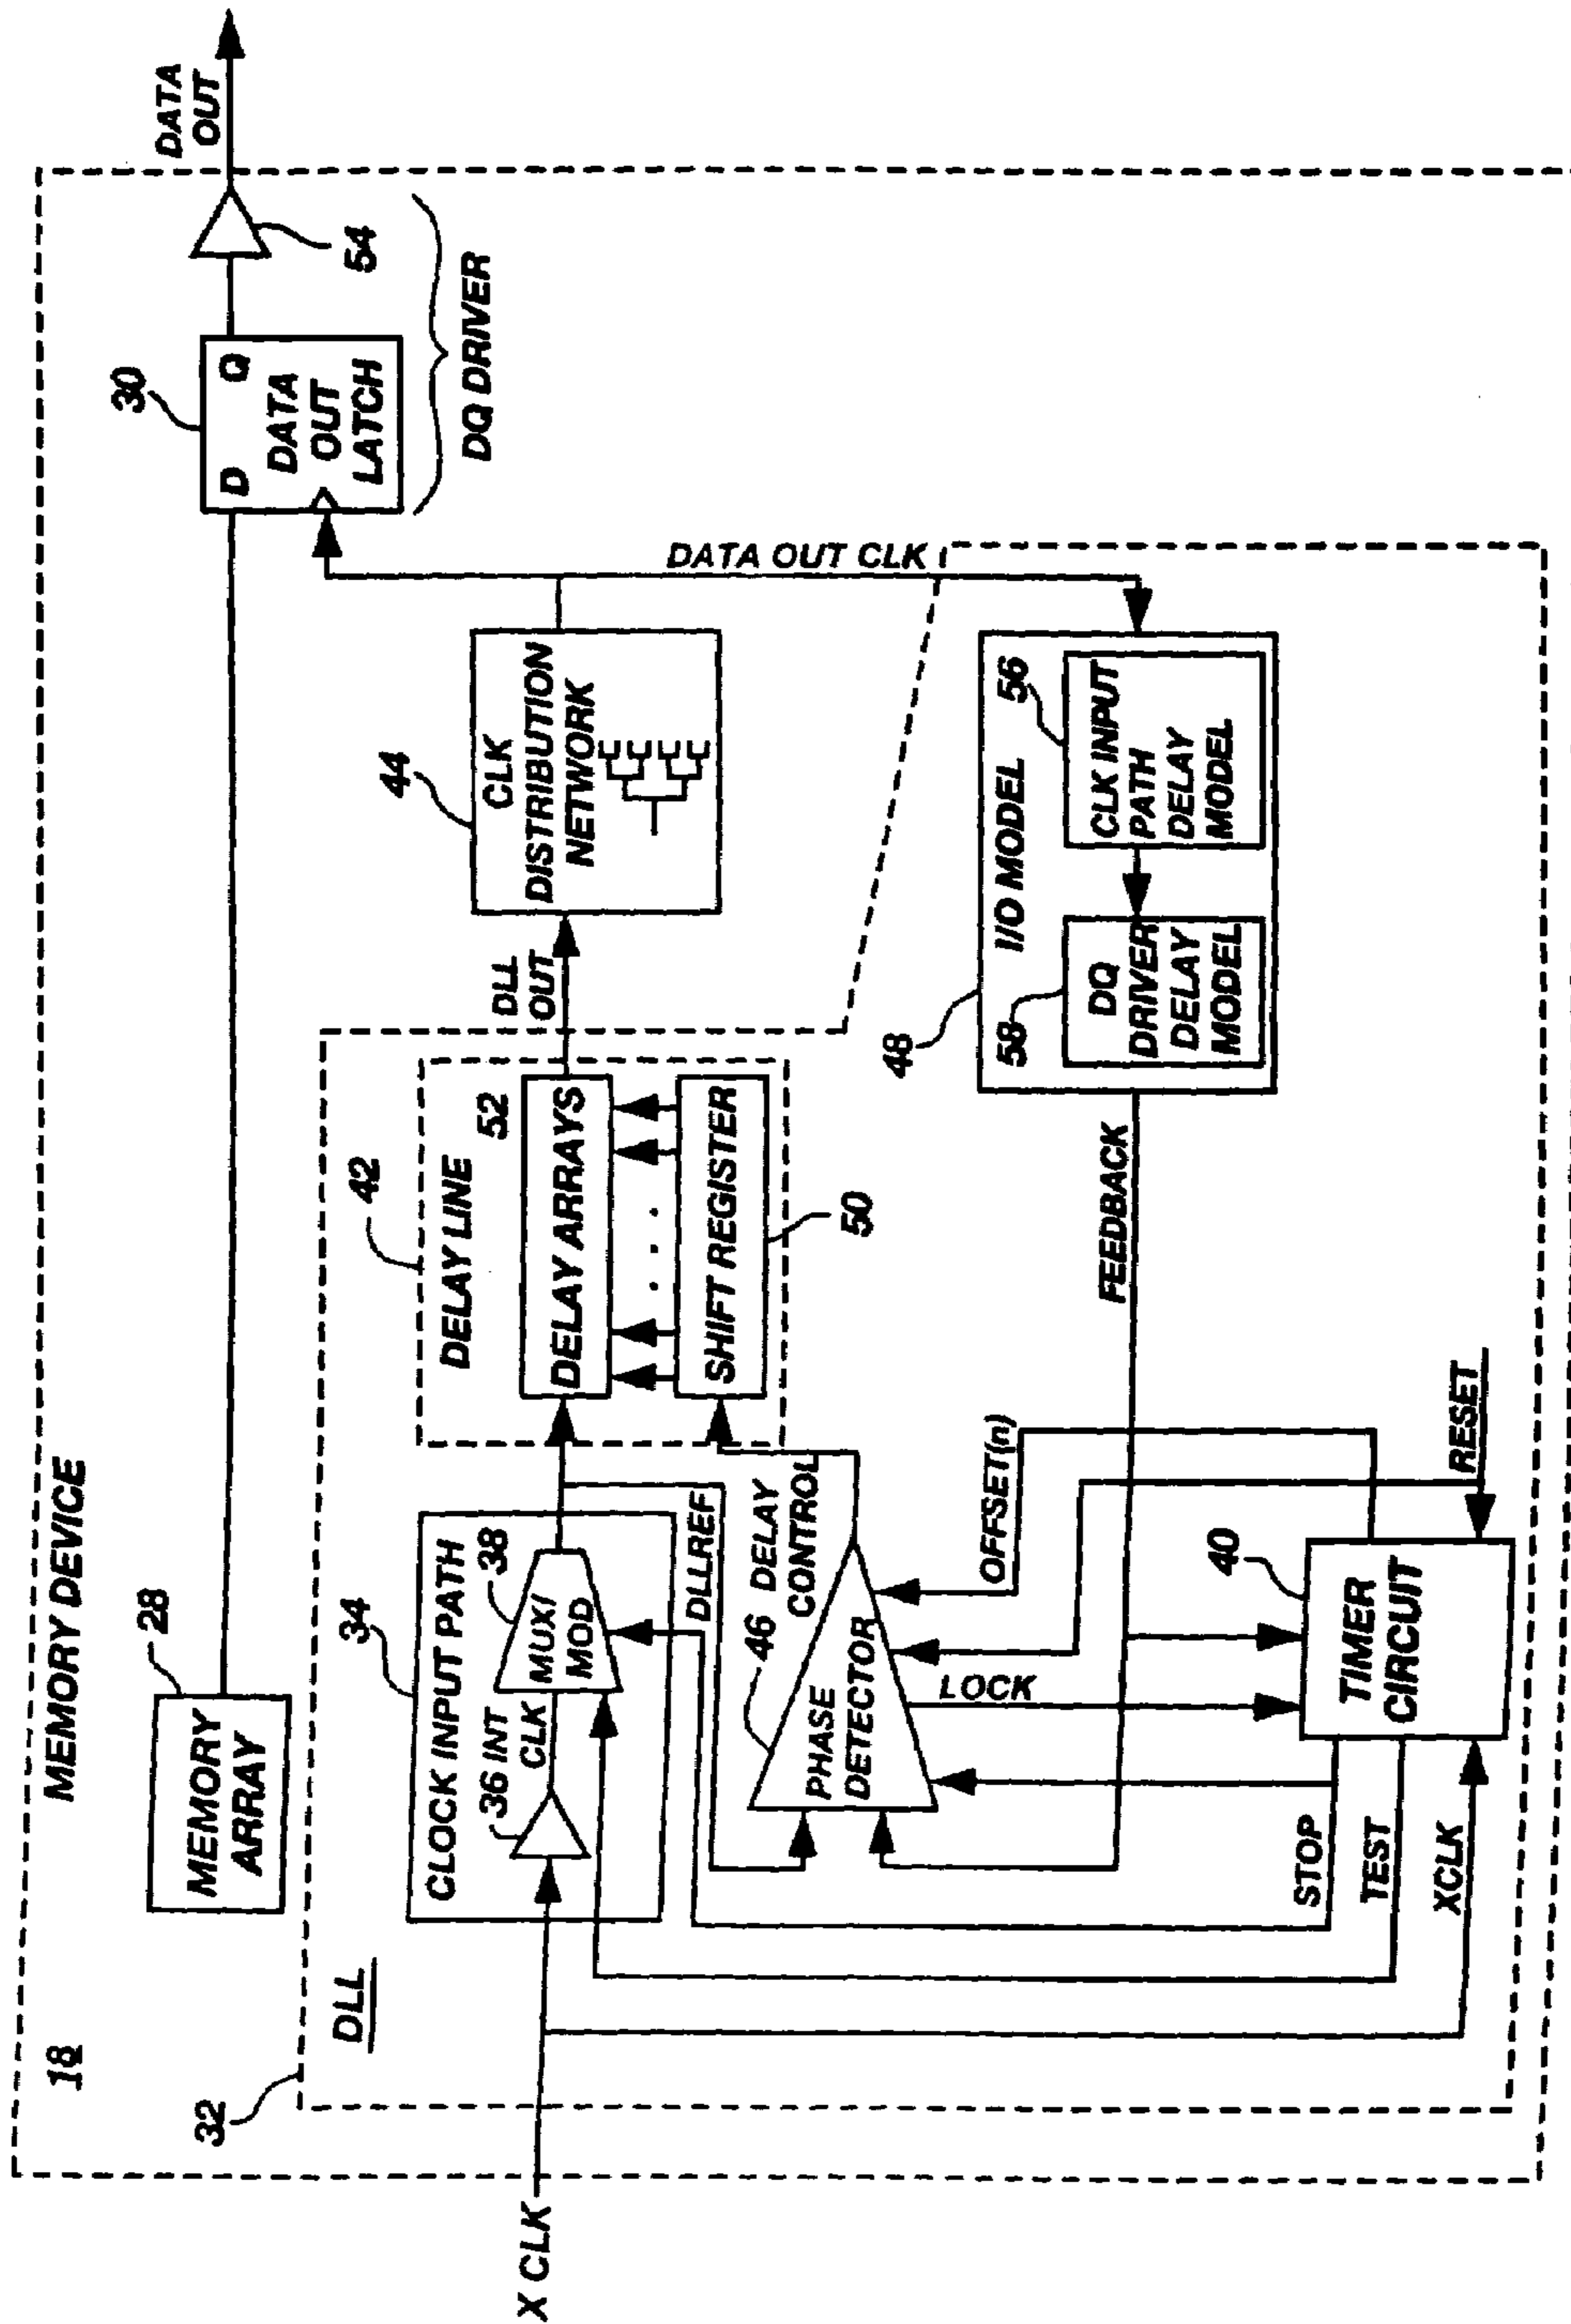 MEMORY DEVICE
18
28
MEMORY
ARRAY
30
D Q
DATA
OUT
LATCH
54
DATA
OUT
DQ DRIVER
32
DLL
34
CLOCK INPUT PATH
36 INT
CLK
38
MUX/
MOD
X CLK
42
DELAY LINE
52
DELAY ARRAYS
. . . .
SHIFT REGISTER
50
DLL
OUT
44
CLK
DISTRIBUTION
NETWORK
DATA OUT CLK
DLLREF
46 DELAY
CONTROL
PHASE
DETECTOR
LOCK
OFFSET(n)
FEEDBACK
48
I/O MODEL
56
CLK INPUT
PATH
DELAY
MODEL
58
DQ
DRIVER
DELAY
MODEL
STOP
TEST
XCLK
40
TIMER
CIRCUIT
RESET